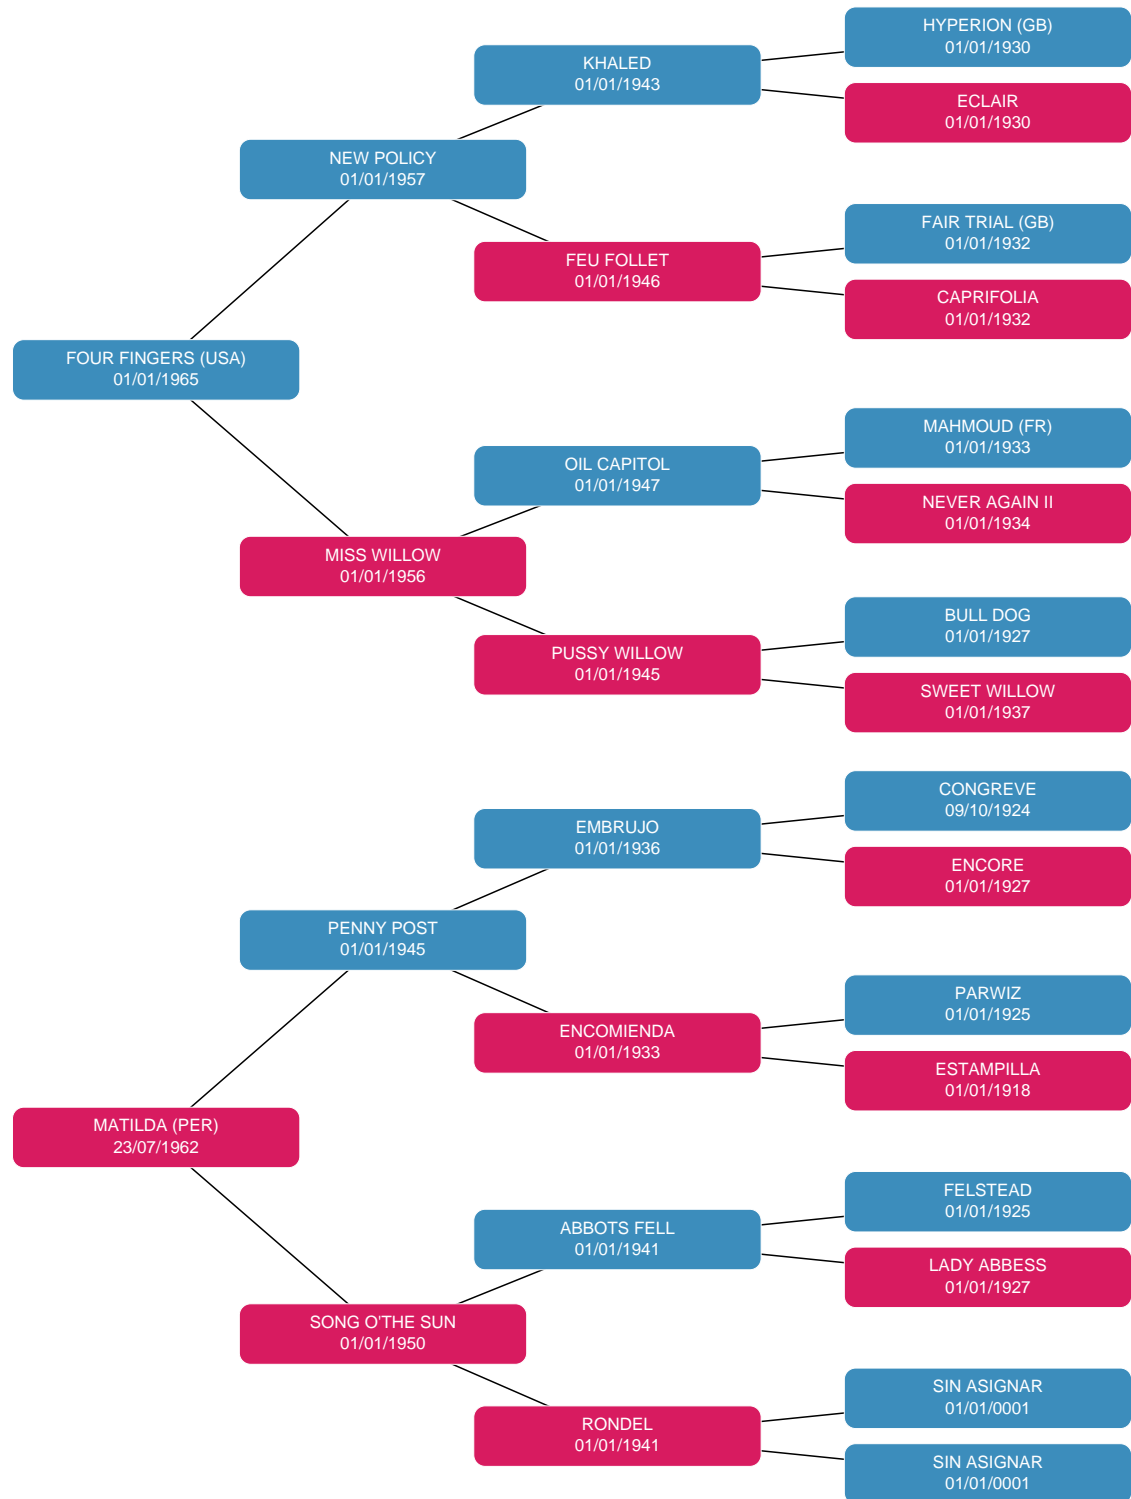 HYPERION (GB)
01/01/1930
KHALED
01/01/1943
ECLAIR
01/01/1930
NEW POLICY
01/01/1957
FAIR TRIAL (GB)
01/01/1932
FEU FOLLET
01/01/1946
CAPRIFOLIA
01/01/1932
FOUR FINGERS (USA)
01/01/1965
MAHMOUD (FR)
01/01/1933
OIL CAPITOL
01/01/1947
NEVER AGAIN II
01/01/1934
MISS WILLOW
01/01/1956
BULL DOG
01/01/1927
PUSSY WILLOW
01/01/1945
SWEET WILLOW
01/01/1937
CONGREVE
09/10/1924
EMBRUJO
01/01/1936
ENCORE
01/01/1927
PENNY POST
01/01/1945
PARWIZ
01/01/1925
ENCOMIENDA
01/01/1933
ESTAMPILLA
01/01/1918
MATILDA (PER)
23/07/1962
FELSTEAD
01/01/1925
ABBOTS FELL
01/01/1941
LADY ABBESS
01/01/1927
SONG O'THE SUN
01/01/1950
SIN ASIGNAR
01/01/0001
RONDEL
01/01/1941
SIN ASIGNAR
01/01/0001